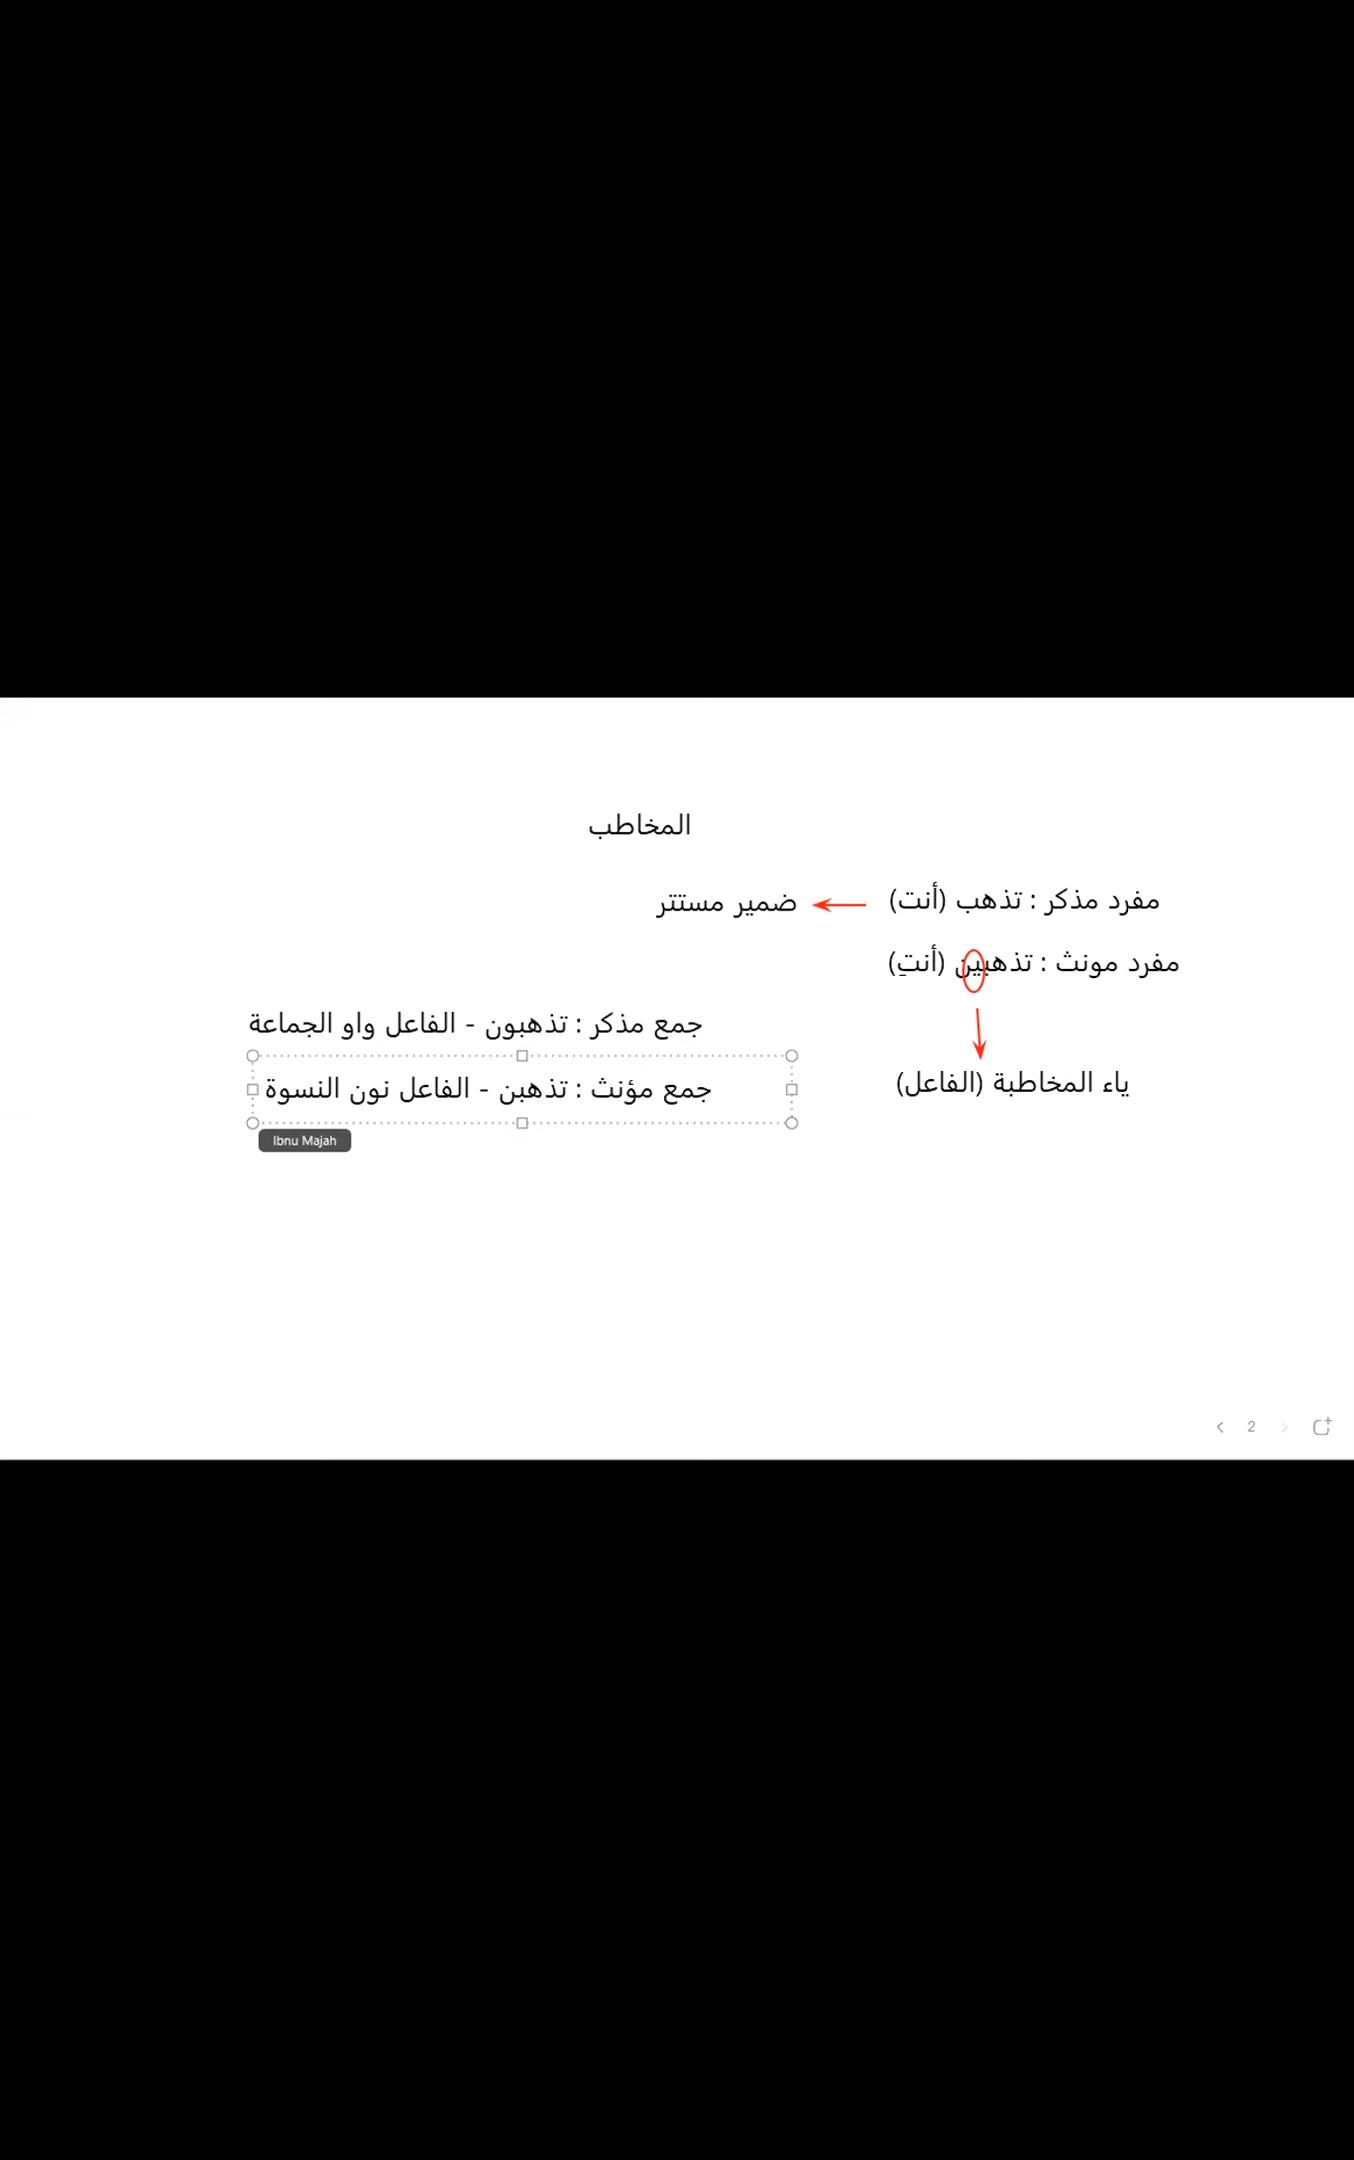 المخاطب
مفرد مذكر : تذهب (أنت)
ضمير مستتر
مفرد مونث : تذهبين (أنتِ)
ياء المخاطبة (الفاعل)
جمع مذكر : تذهبون - الفاعل واو الجماعة
جمع مؤنث : تذهبن - الفاعل نون النسوة
Ibnu Majah
2